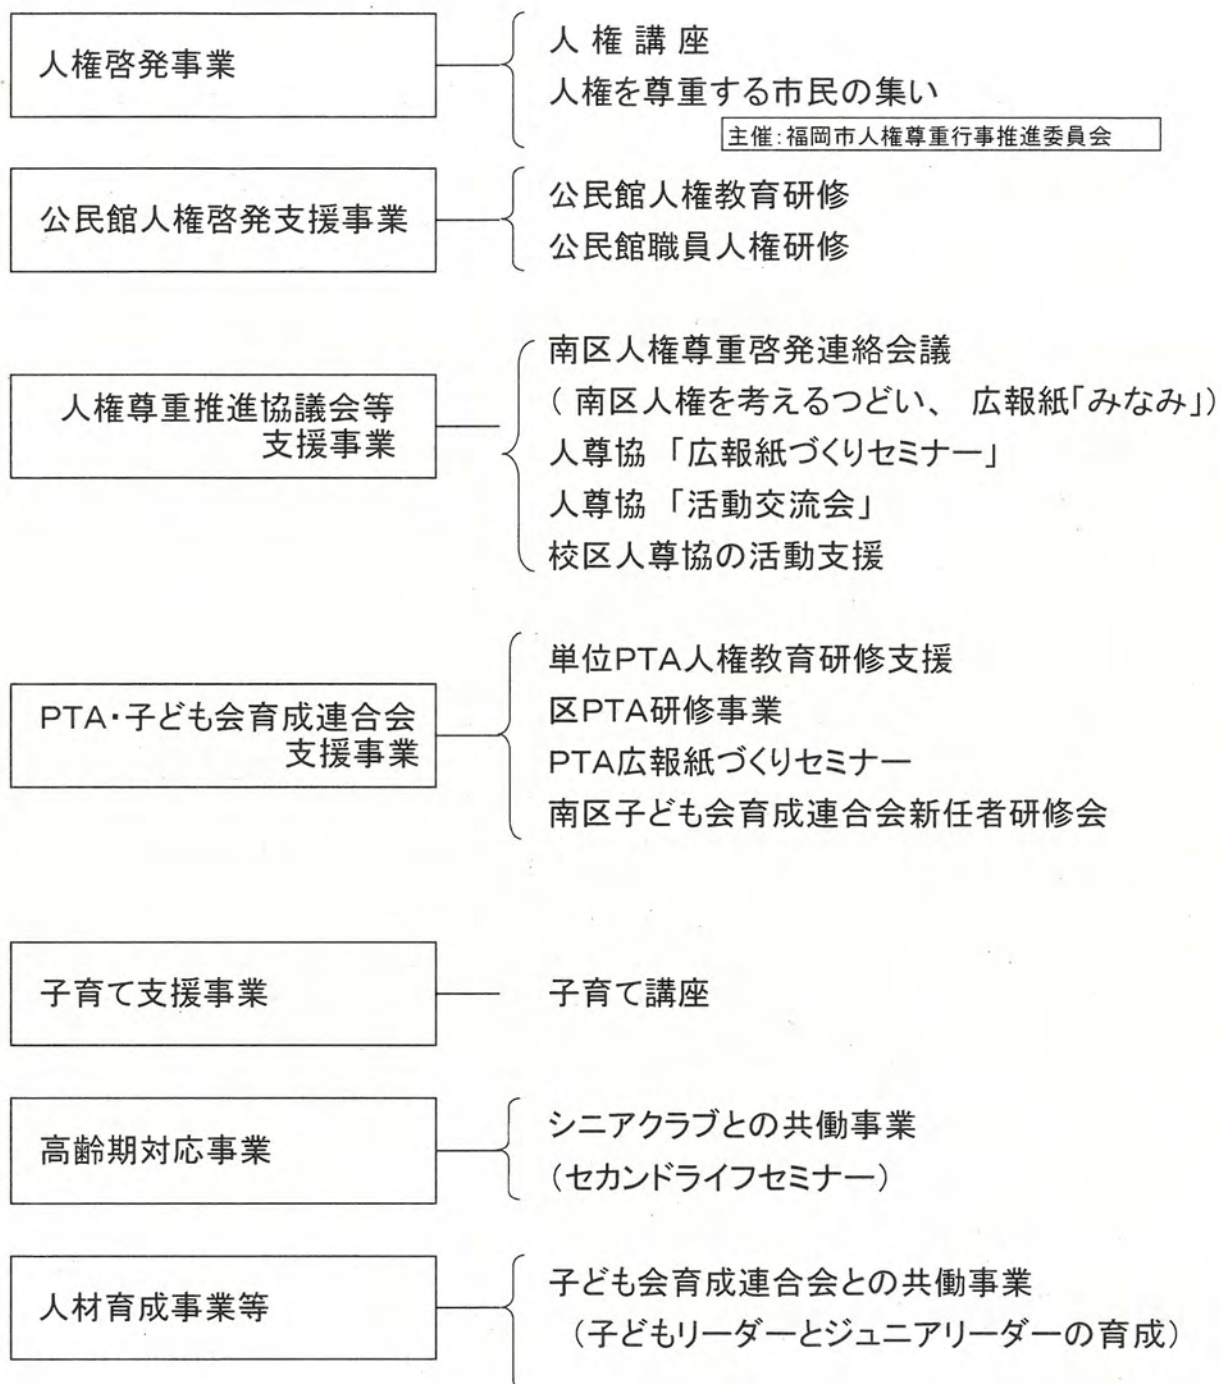 人権啓発事業
人権講座
人権を尊重する市民の集い
主催:福岡市人権尊重行事推進委員会
公民館人権啓発支援事業
公民館人権教育研修
公民館職員人権研修
人権尊重推進協議会等
支援事業
南区人権尊重啓発連絡会議
(南区人権を考えるつどい、 広報紙「みなみ」)
人尊協 「広報紙づくりセミナー」
人尊協 「活動交流会」
校区人尊協の活動支援
PTA・子ども会育成連合会
支援事業
単位PTA人権教育研修支援
区PTA研修事業
PTA広報紙づくりセミナー
南区子ども会育成連合会新任者研修会
子育て支援事業
子育て講座
高齢期対応事業
シニアクラブとの共働事業
(セカンドライフセミナー)
人材育成事業等
子ども会育成連合会との共働事業
(子どもリーダーとジュニアリーダーの育成)